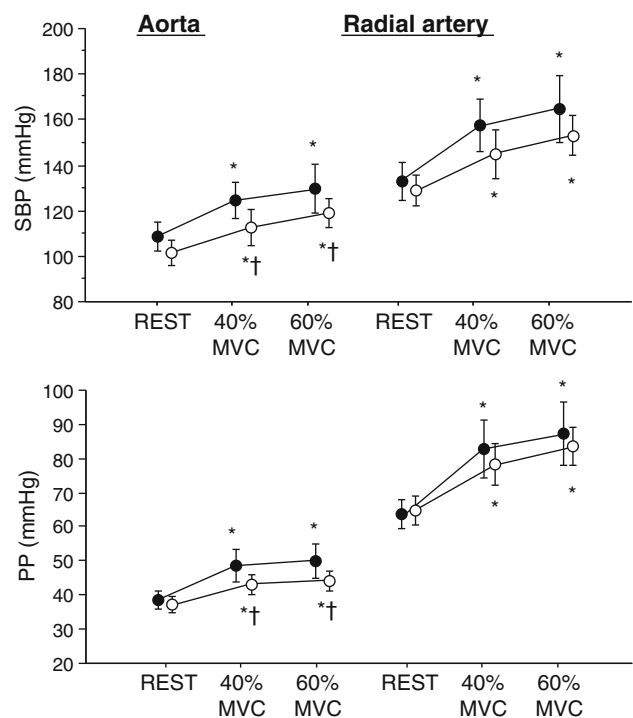 Aorta Radial artery
SBP (mmHg)
200
180
160
140
120
100
80
* * * *
*† *† * *
REST 40% 60% REST 40% 60%
MVC MVC MVC MVC
PP (mmHg)
100
90
80
70
60
50
40
30
20
* * * *
*† *† * *
REST 40% 60% REST 40% 60%
MVC MVC MVC MVC